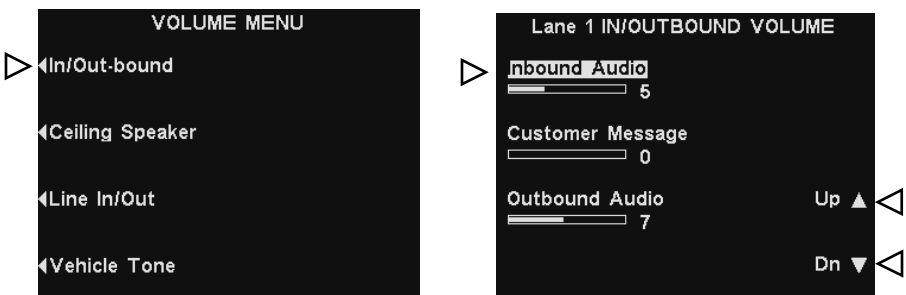 VOLUME MENU
In/Out-bound
Ceiling Speaker
Line In/Out
Vehicle Tone
Lane 1 IN/OUTBOUND VOLUME
Inbound Audio
5
Customer Message
0
Outbound Audio
7
Up ▲
Dn ▼